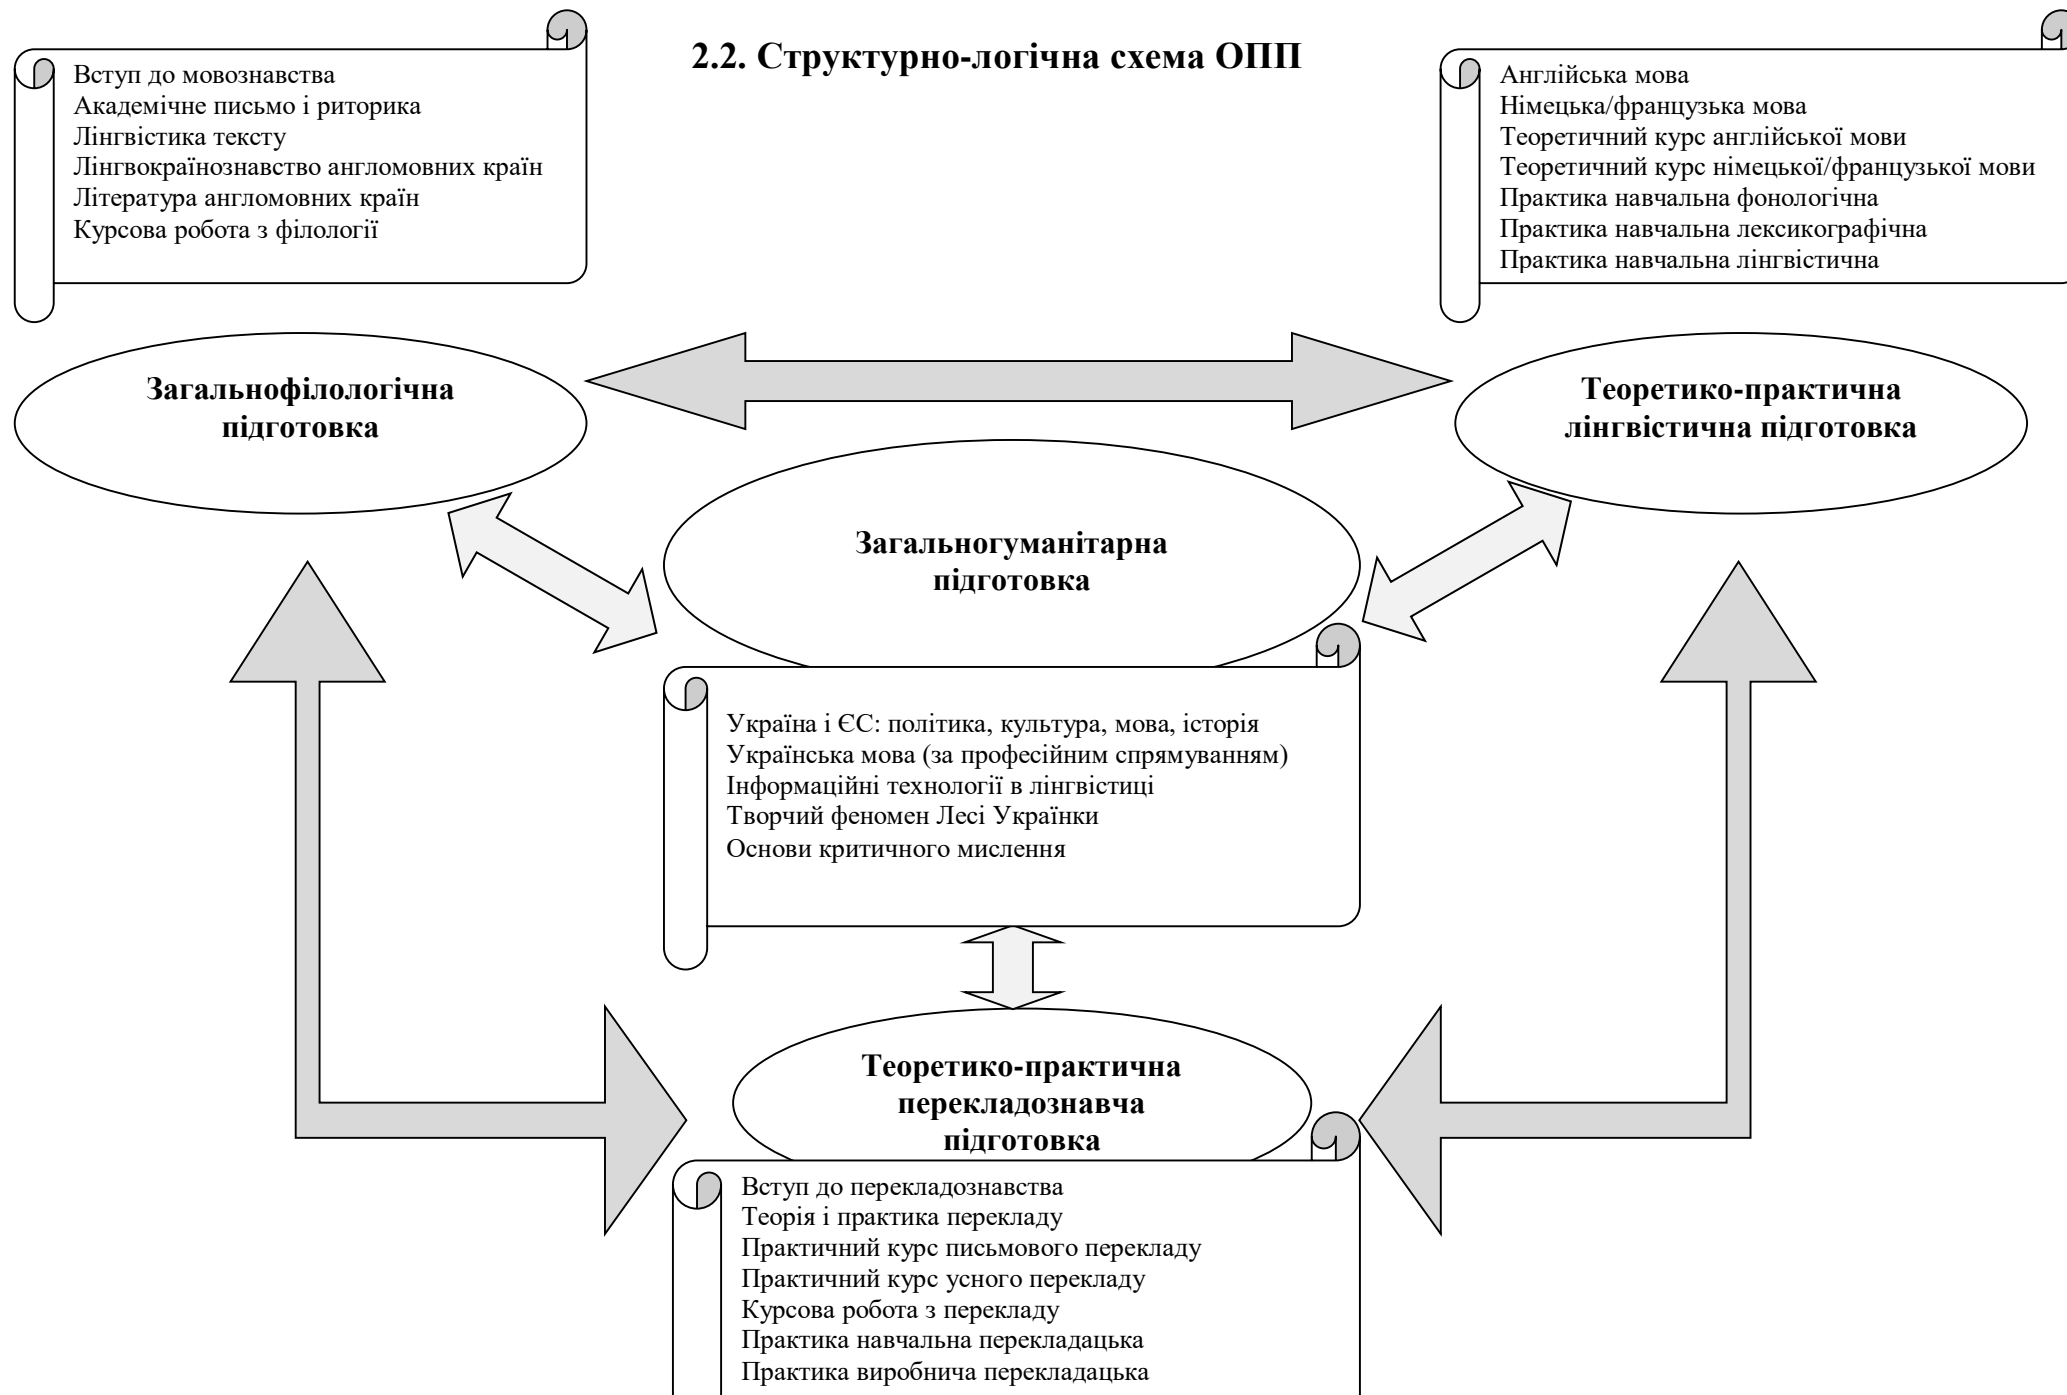 2.2. Структурно-логічна схема ОПП
Вступ до мовознавства
Академічне письмо і риторика
Лінгвістика тексту
Лінгвокраїнознавство англомовних країн
Література англомовних країн
Курсова робота з філології
Англійська мова
Німецька/французька мова
Теоретичний курс англійської мови
Теоретичний курс німецької/французької мови
Практика навчальна фонологічна
Практика навчальна лексикографічна
Практика навчальна лінгвістична
Загальнофілологічна
підготовка
Теоретико-практична
лінгвістична підготовка
Загальногуманітарна
підготовка
Україна і ЄС: політика, культура, мова, історія
Українська мова (за професійним спрямуванням)
Інформаційні технології в лінгвістиці
Творчий феномен Лесі Українки
Основи критичного мислення
Теоретико-практична
перекладознавча
підготовка
Вступ до перекладознавства
Теорія і практика перекладу
Практичний курс письмового перекладу
Практичний курс усного перекладу
Курсова робота з перекладу
Практика навчальна перекладацька
Практика виробнича перекладацька